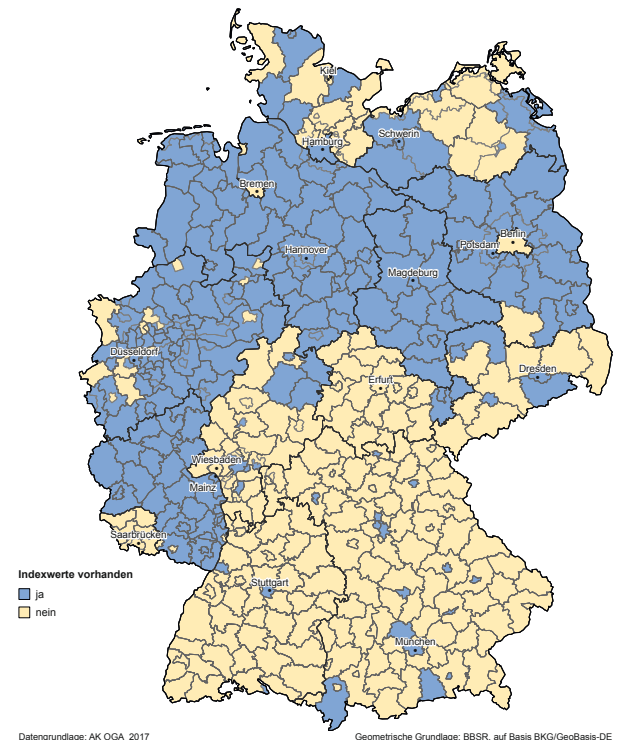 Kiel
Schwerin
Hamburg
Bremen
Berlin
Potsdam
Hannover
Magdeburg
Düsseldorf
Dresden
Erfurt
Wiesbaden
Mainz
Saarbrücken
Stuttgart
München
Indexwerte vorhanden
ja
nein
Datengrundlage: AK OGA 2017
Geometrische Grundlage: BBSR, auf Basis BKG/GeoBasis-DE